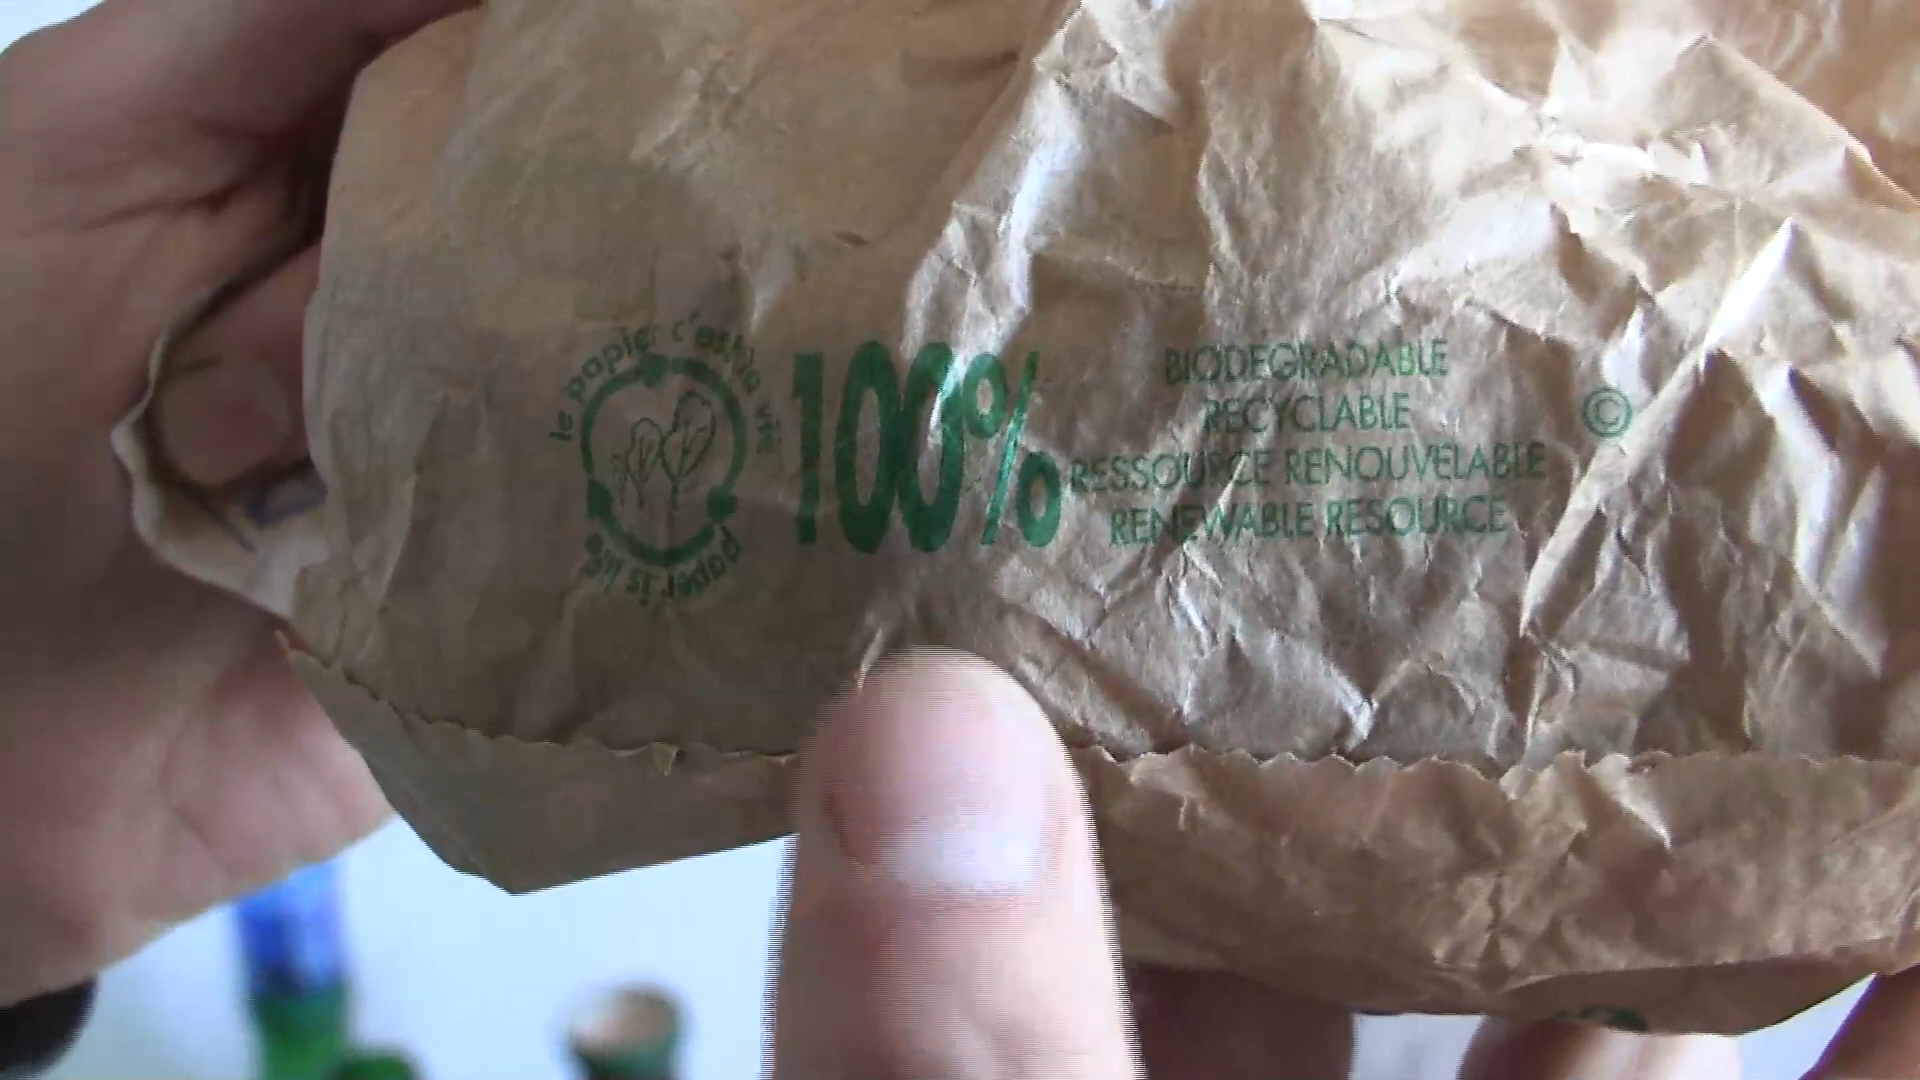 le papier c'est la vie
paper is life
100%
BIODEGRADABLE
RECYCLABLE
RESSOURCE RENOUVELABLE
RENEWABLE RESOURCE
©